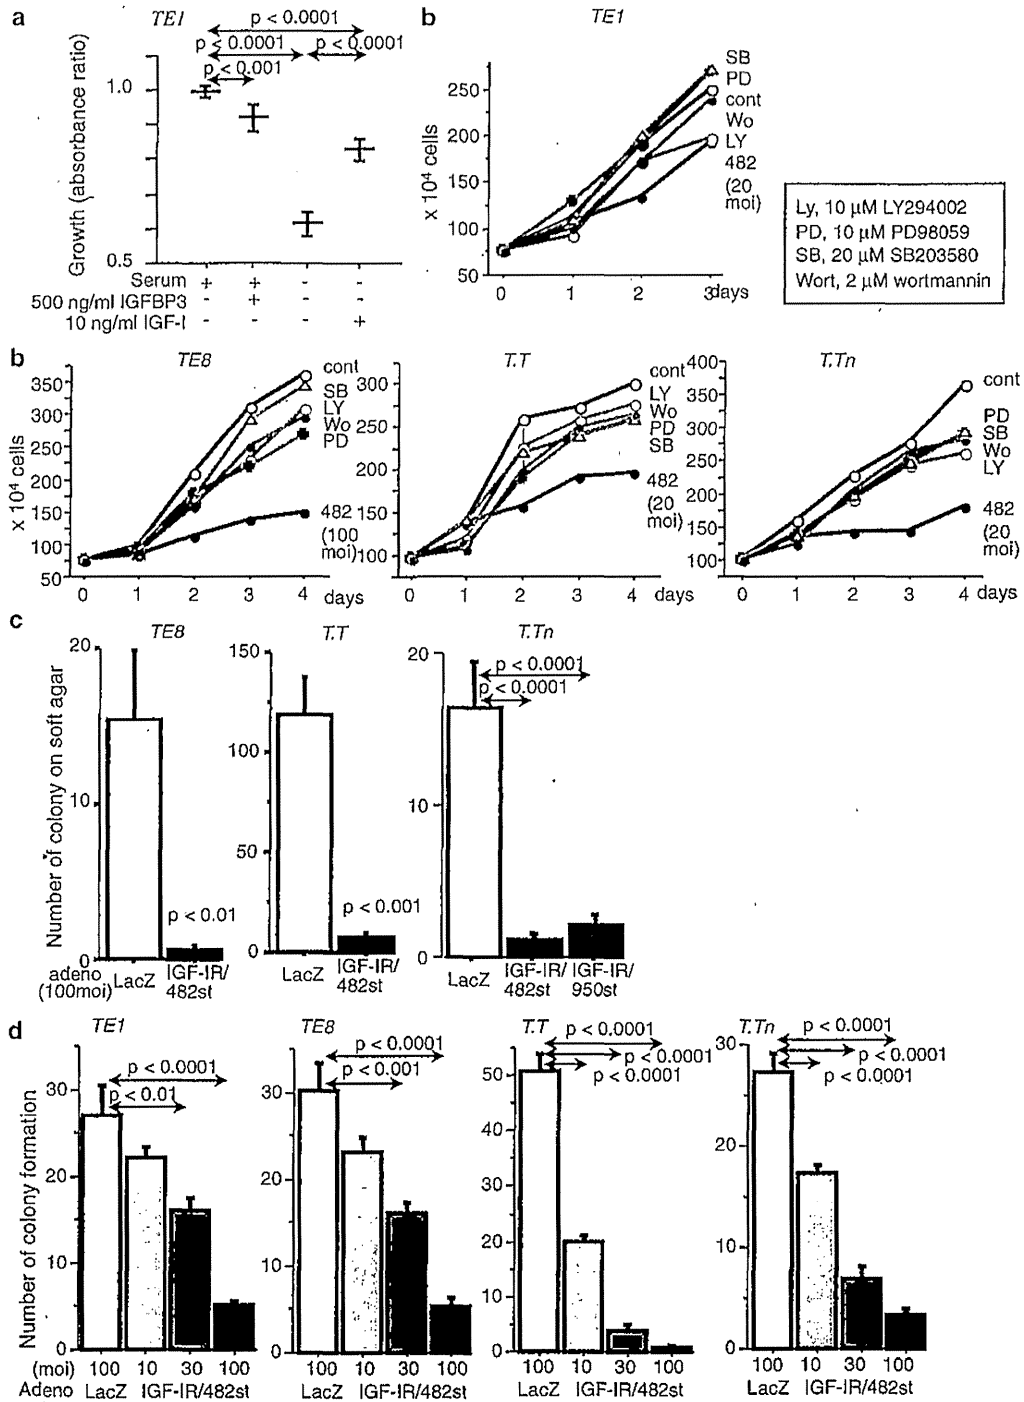 a
TE1
p < 0.0001
p < 0.0001
p < 0.0001
p < 0.001
Growth (absorbance ratio)
1.0
0.5
Serum + + - -
500 ng/ml IGFBP3 - + - -
10 ng/ml IGF-I - - - +
b
TE1
x 10⁴ cells
250
200
150
100
50
0 1 2 3 days
SB
PD
cont
Wo
LY
482
(20
moi)
Ly, 10 µM LY294002
PD, 10 µM PD98059
SB, 20 µM SB203580
Wort, 2 µM wortmannin
b
TE8
x 10⁴ cells
350
300
250
200
150
100
50
0 1 2 3 4 days
cont
SB
LY
Wo
PD
482
(100
moi)
T.T
300
250
200
150
100
0 1 2 3 4 days
cont
LY
Wo
PD
SB
482
(20
moi)
T.Tn
400
350
300
250
200
150
100
0 1 2 3 4 days
cont
PD
SB
Wo
LY
482
(20
moi)
c
Number of colony on soft agar
TE8
20
10
0
p < 0.01
adeno
(100moi)
LacZ
IGF-IR/
482st
T.T
150
100
50
0
p < 0.001
LacZ
IGF-IR/
482st
T.Tn
20
10
0
p < 0.0001
p < 0.0001
LacZ
IGF-IR/
482st
IGF-IR/
950st
d
Number of colony formation
TE1
30
20
10
0
p < 0.0001
p < 0.01
(moi) 100 10 30 100
Adeno LacZ IGF-IR/482st
TE8
30
20
10
0
p < 0.0001
p < 0.001
100 10 30 100
LacZ IGF-IR/482st
T.T
50
40
30
20
10
0
p < 0.0001
p < 0.0001
p < 0.0001
100 10 30 100
LacZ IGF-IR/482st
T.Tn
30
20
10
0
p < 0.0001
p < 0.0001
p < 0.0001
100 10 30 100
LacZ IGF-IR/482st